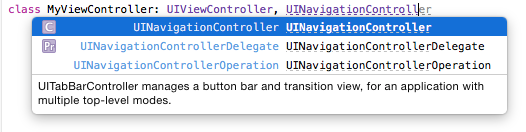 class MyViewController: UIViewController, UINavigationController
C UINavigationController UINavigationController
Pr UINavigationControllerDelegate UINavigationControllerDelegate
UINavigationControllerOperation UINavigationControllerOperation
UITabBarController manages a button bar and transition view, for an application with
multiple top-level modes.